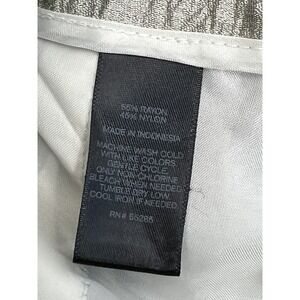 55% RAYON
45% NYLON
MADE IN INDONESIA
MACHINE WASH COLD
WITH LIKE COLORS.
GENTLE CYCLE.
ONLY NON-CHLORINE
BLEACH WHEN NEEDED.
TUMBLE DRY LOW.
COOL IRON IF NEEDED.
RN# 65285